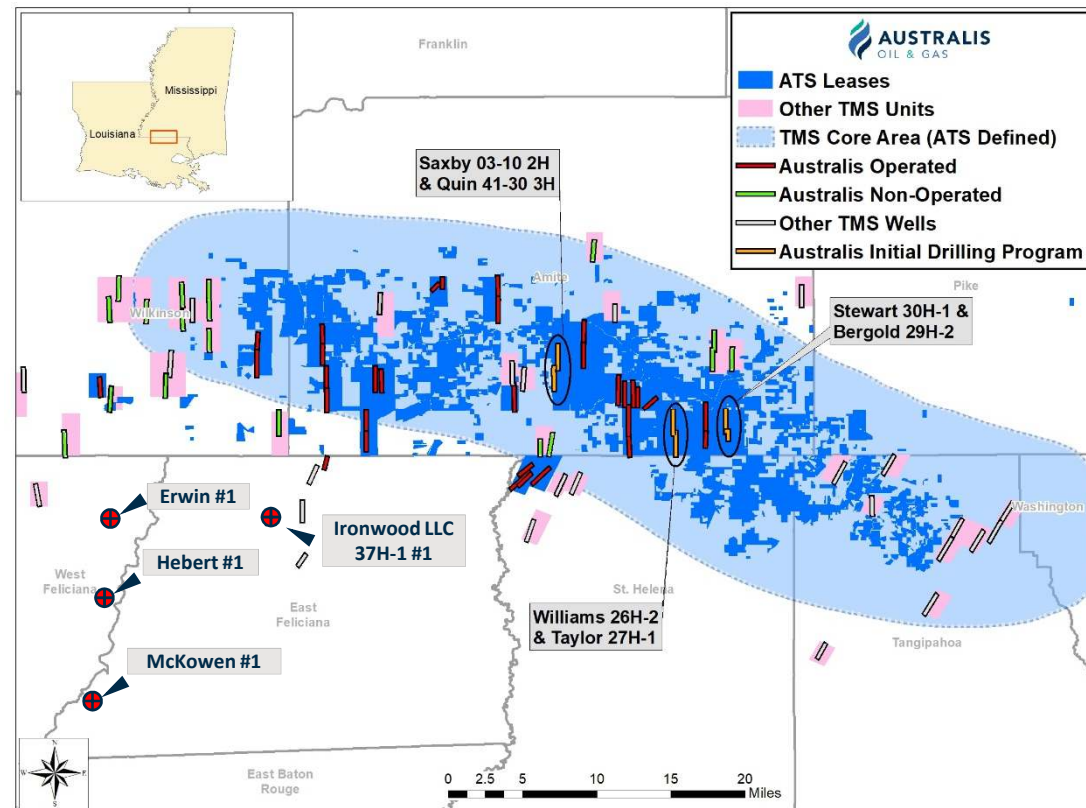 Franklin
Mississippi
Louisiana
AUSTRALIS
OIL & GAS
ATS Leases
Other TMS Units
TMS Core Area (ATS Defined)
Australis Operated
Australis Non-Operated
Other TMS Wells
Australis Initial Drilling Program
Saxby 03-10 2H
& Quin 41-30 3H
Amite
Pike
Wilkinson
Stewart 30H-1 &
Bergold 29H-2
Erwin #1
Ironwood LLC
37H-1 #1
Washington
Hebert #1
West
Feliciana
East
Feliciana
St. Helena
Williams 26H-2
& Taylor 27H-1
Tangipahoa
McKowen #1
N
W
E
S
East Baton
Rouge
0 2.5 5 10 15 20
Miles